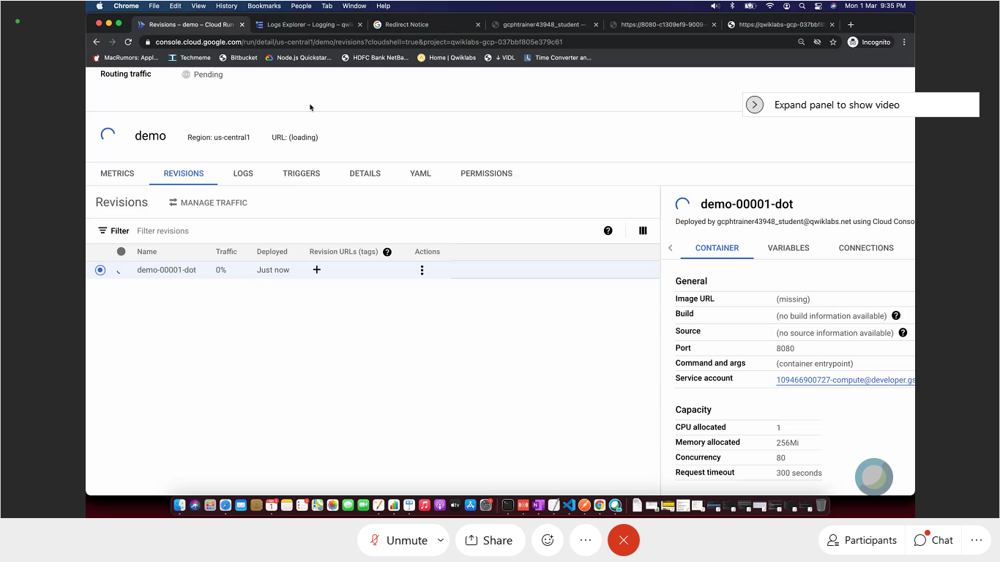 Chrome File Edit View History Bookmarks People Tab Window Help Mon 1 Mar 9:35 PM
Revisions – demo – Cloud Run Logs Explorer – Logging – qwik Redirect Notice gcphtrainer43948_student — https://8080-c1309ef9-9009- https://qwiklabs-gcp-037bbf8
console.cloud.google.com/run/detail/us-central1/demo/revisions?cloudshell=true&project=qwiklabs-gcp-037bbf805e379c61 Incognito
MacRumors: Appl... Techmeme Bitbucket Node.js Quickstar... HDFC Bank NetBa... Home | Qwiklabs ↓ ViDL Time Converter an...
Routing traffic Pending
Expand panel to show video
demo Region: us-central1 URL: (loading)
METRICS REVISIONS LOGS TRIGGERS DETAILS YAML PERMISSIONS
Revisions MANAGE TRAFFIC
Filter Filter revisions
Name Traffic Deployed Revision URLs (tags) Actions
demo-00001-dot 0% Just now
demo-00001-dot
Deployed by gcphtrainer43948_student@qwiklabs.net using Cloud Conso
CONTAINER VARIABLES CONNECTIONS
General
Image URL (missing)
Build (no build information available)
Source (no source information available)
Port 8080
Command and args (container entrypoint)
Service account 109466900727-compute@developer.gs
Capacity
CPU allocated 1
Memory allocated 256Mi
Concurrency 80
Request timeout 300 seconds
Unmute Share Participants Chat